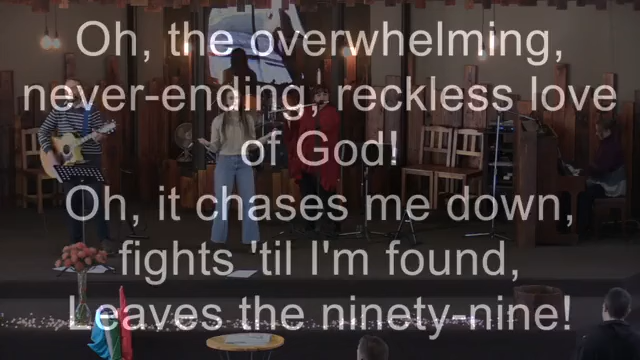 Oh, the overwhelming,
never-ending, reckless love
of God!
Oh, it chases me down,
fights 'til I'm found,
Leaves the ninety-nine!